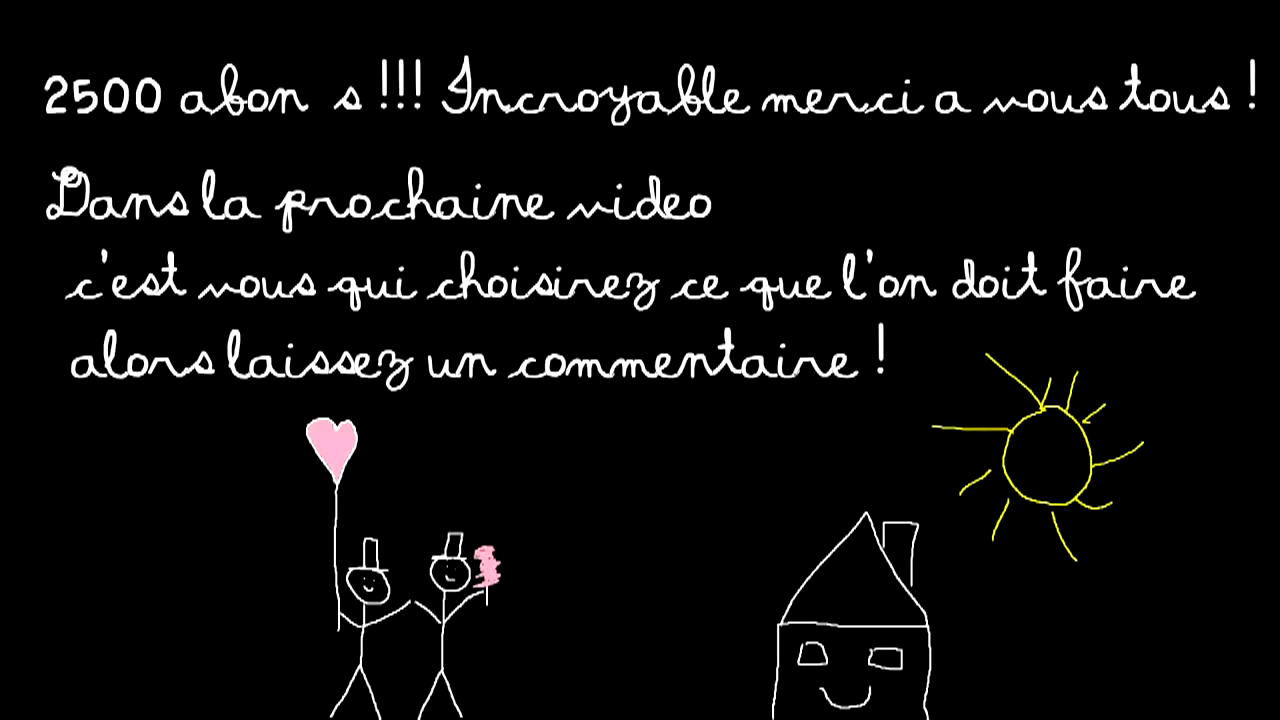 2500 abon s!!! Incroyable merci a vous tous !
Dans la prochaine video
c'est vous qui choisirez ce que l'on doit faire
alors laissez un commentaire !